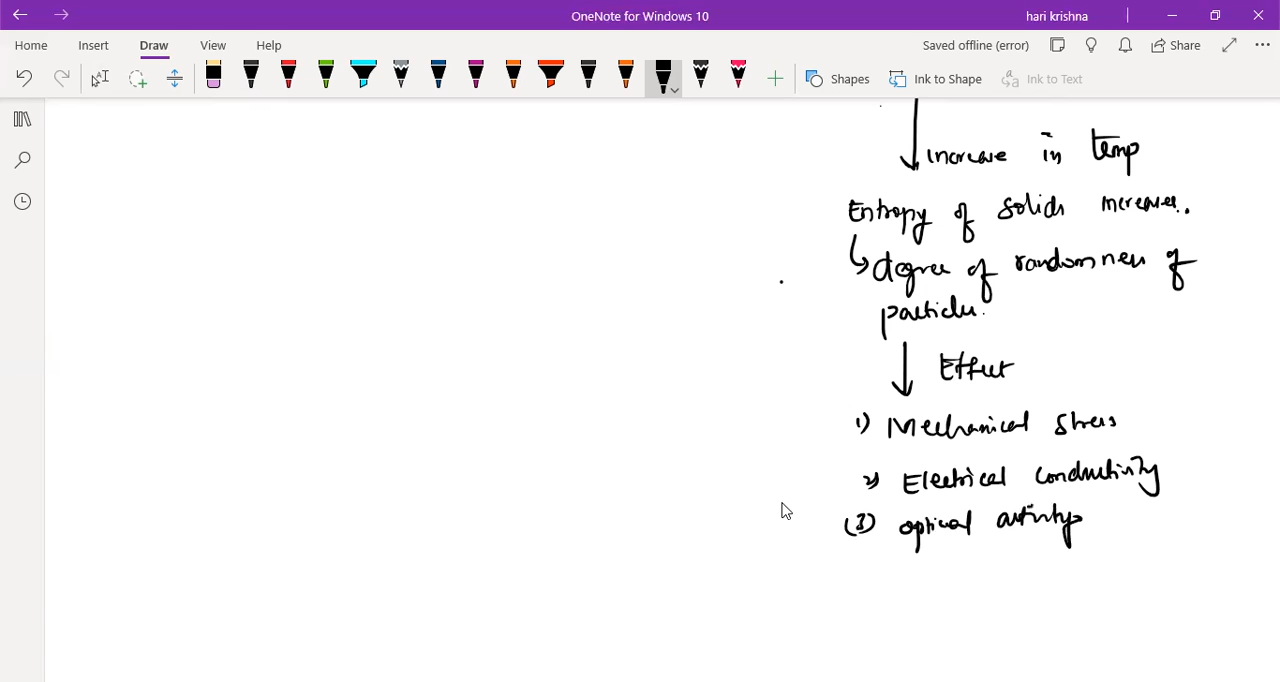 OneNote for Windows 10
hari krishna
Home Insert Draw View Help
Saved offline (error)
Share
Shapes
Ink to Shape
Ink to Text
Increase in temp
Entropy of solids increases.
degree of randomness of
particles.
Effect
1) Mechanical stress
2) Electrical conductivity
(3) optical activity